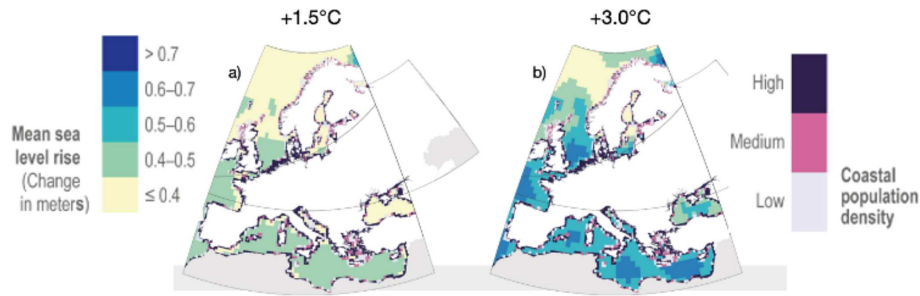 +1.5°C
+3.0°C
a)
b)
> 0.7
0.6–0.7
0.5–0.6
0.4–0.5
≤ 0.4
Mean sea
level rise
(Change
in meters)
High
Medium
Low
Coastal
population
density